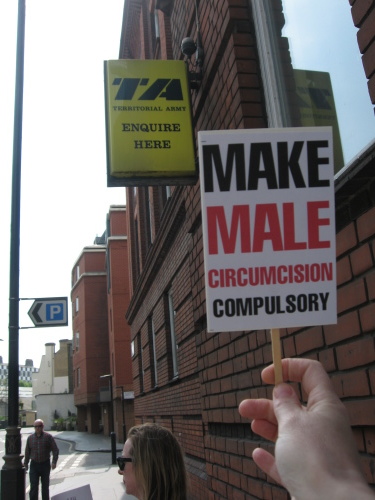 TA
TERRITORIAL ARMY
ENQUIRE
HERE
MAKE
MALE
CIRCUMCISION
COMPULSORY
P